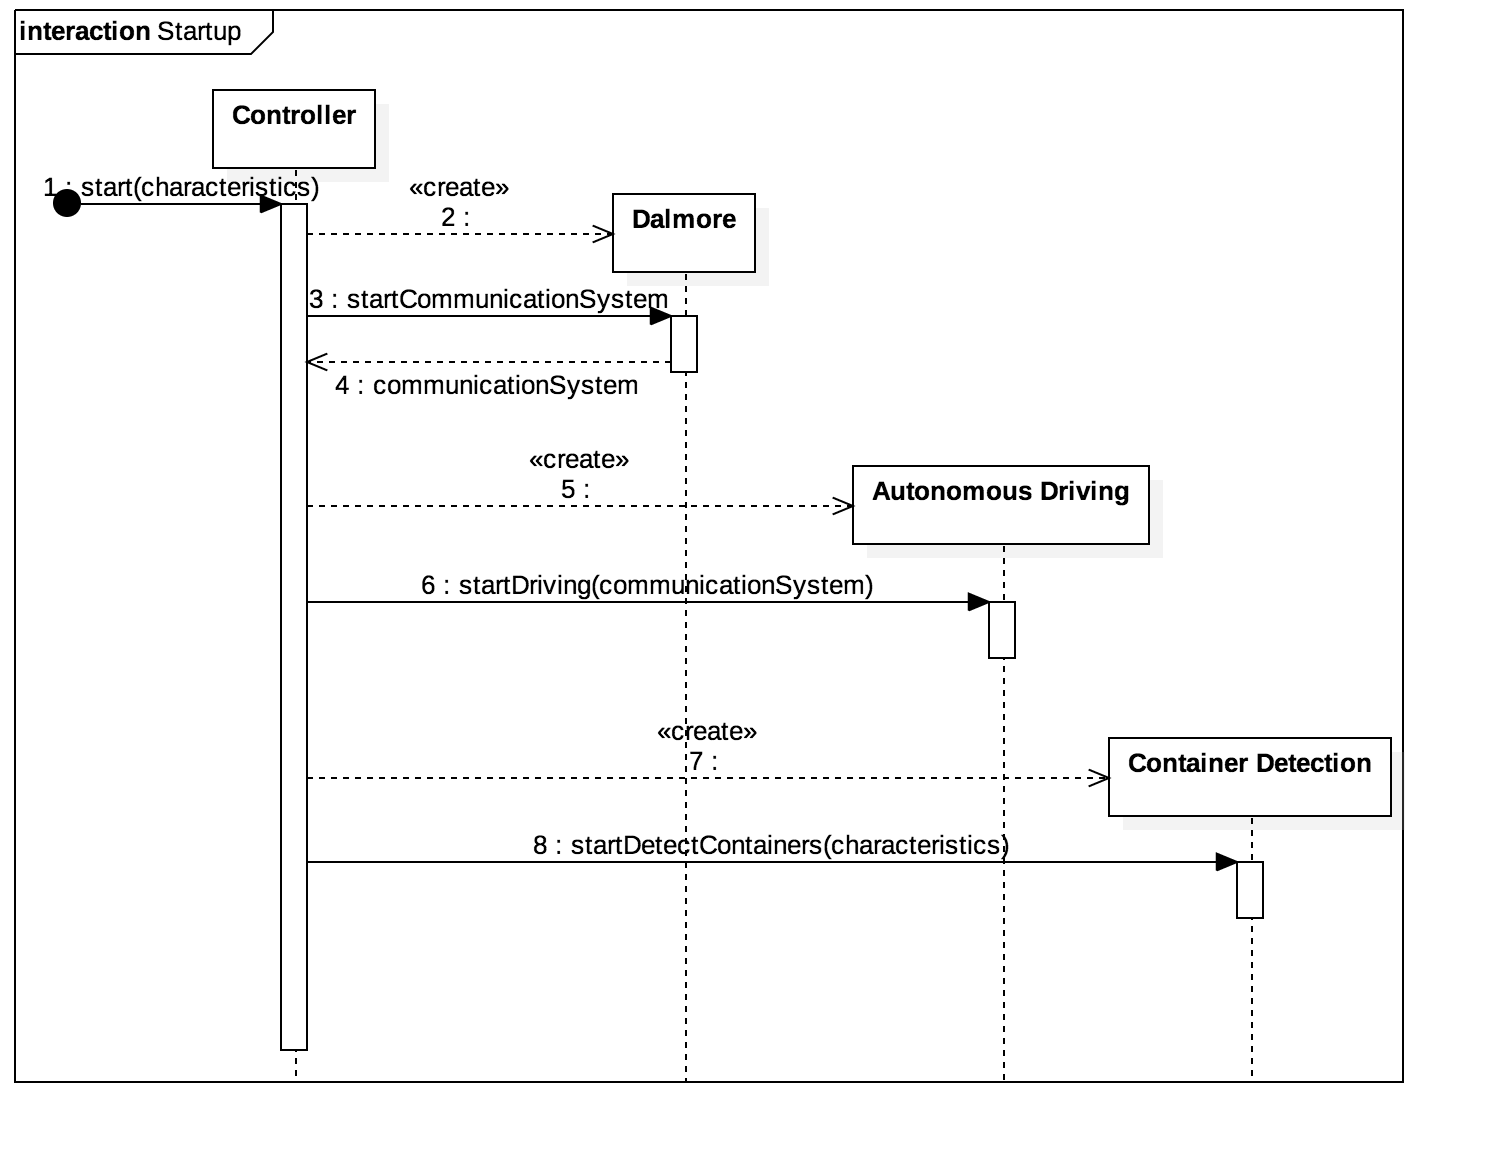 interaction Startup
Controller
1 : start(characteristics)
«create»
2 :
Dalmore
3 : startCommunicationSystem
4 : communicationSystem
«create»
5 :
Autonomous Driving
6 : startDriving(communicationSystem)
«create»
7 :
Container Detection
8 : startDetectContainers(characteristics)